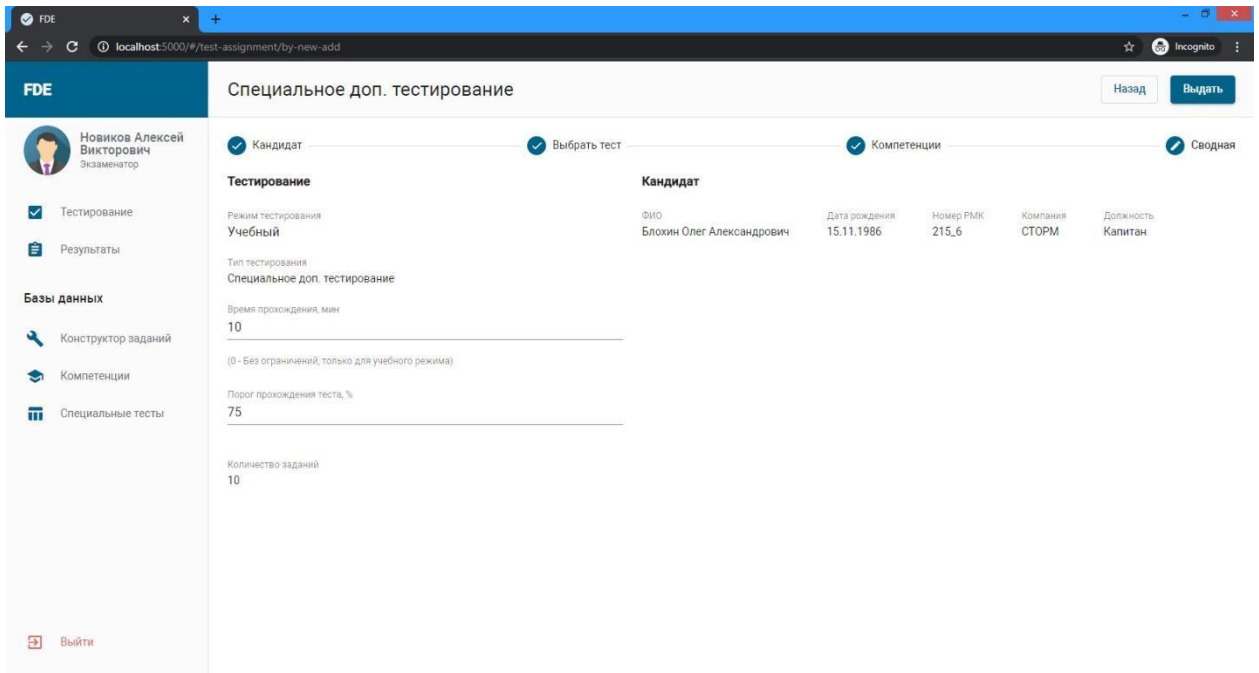 FDE
localhost:5000/#/test-assignment/by-new-add
Incognito
FDE
Специальное доп. тестирование
Назад
Выдать
Новиков Алексей
Викторович
Экзаменатор
Тестирование
Результаты
Базы данных
Конструктор заданий
Компетенции
Специальные тесты
Выйти
Кандидат
Выбрать тест
Компетенции
Сводная
Тестирование
Режим тестирования
Учебный
Тип тестирования
Специальное доп. тестирование
Время прохождения, мин
10
(0 - Без ограничений, только для учебного режима)
Порог прохождения теста, %
75
Количество заданий
10
Кандидат
ФИО Дата рождения Номер РМК Компания Должность
Блохин Олег Александрович 15.11.1986 215_6 СТОРМ Капитан